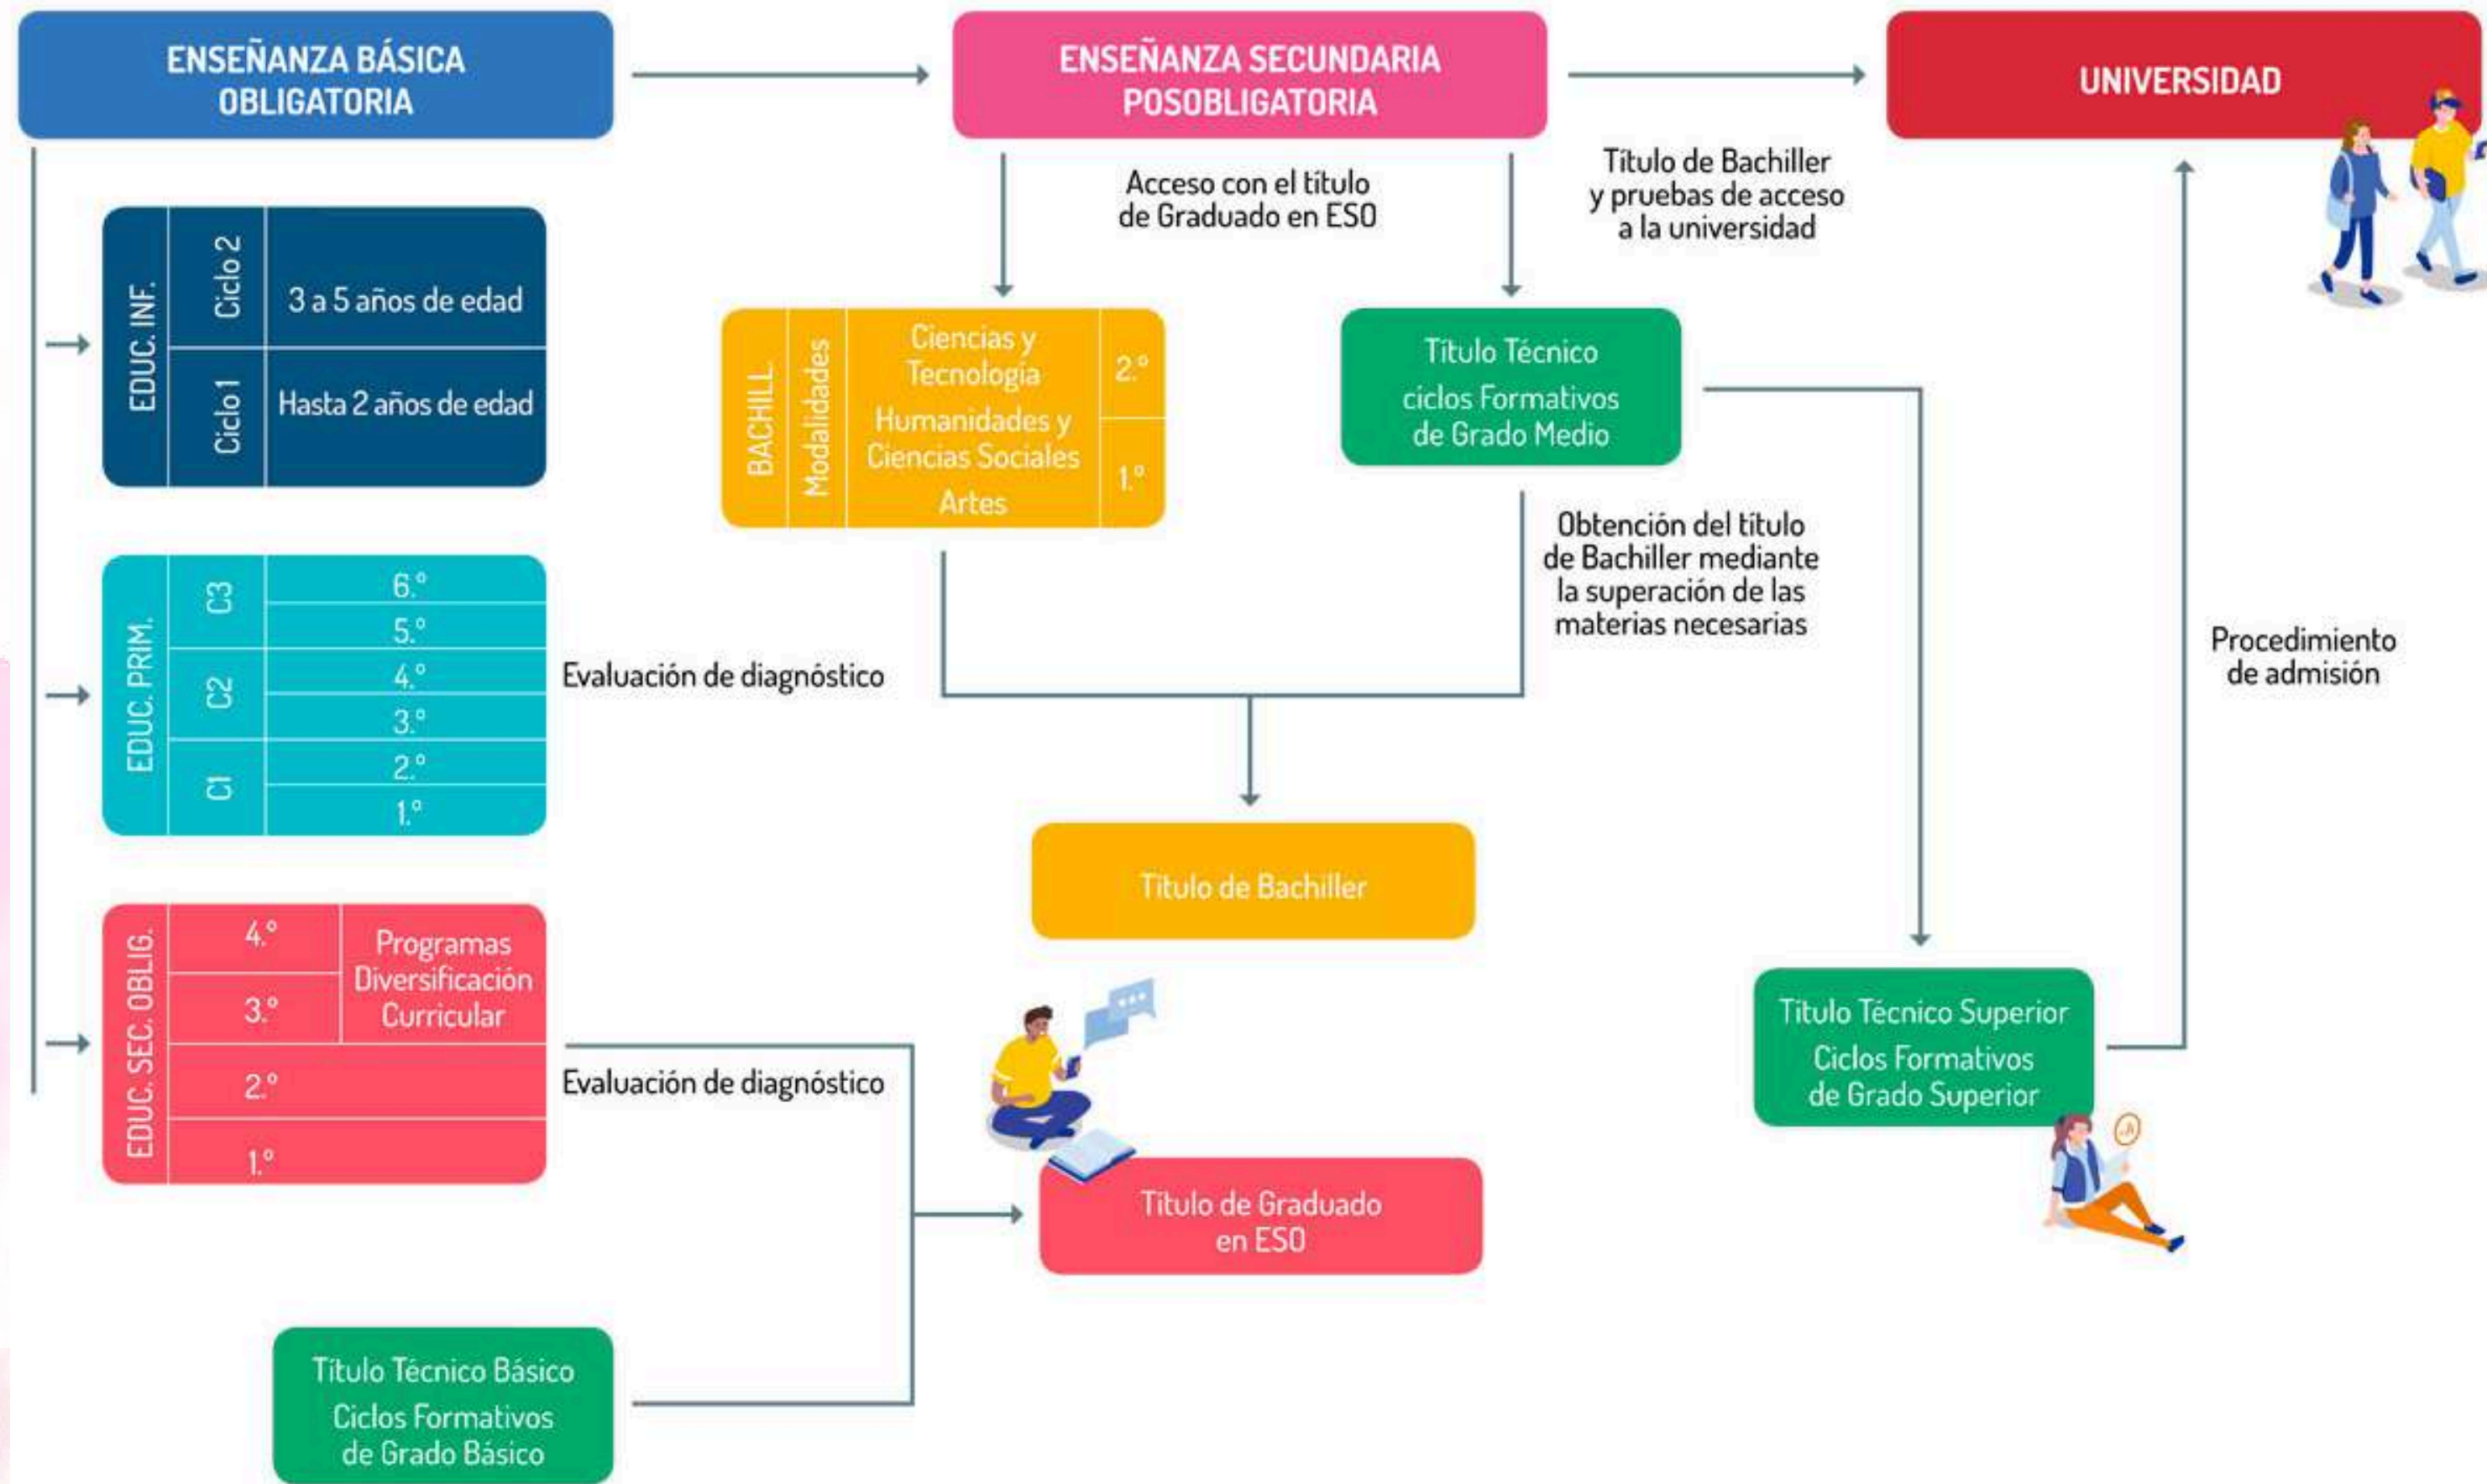 ENSEÑANZA BÁSICA
OBLIGATORIA
ENSEÑANZA SECUNDARIA
POSOBLIGATORIA
UNIVERSIDAD
Acceso con el título
de Graduado en ESO
Título de Bachiller
y pruebas de acceso
a la universidad
EDUC. INF.
Ciclo 2
3 a 5 años de edad
Ciclo 1
Hasta 2 años de edad
BACHILL.
Modalidades
Ciencias y
Tecnología
Humanidades y
Ciencias Sociales
Artes
2.º
1.º
Título Técnico
ciclos Formativos
de Grado Medio
Obtención del título
de Bachiller mediante
la superación de las
materias necesarias
EDUC. PRIM.
C3
6.º
5.º
C2
4.º
3.º
C1
2.º
1.º
Evaluación de diagnóstico
Procedimiento
de admisión
Título de Bachiller
EDUC. SEC. OBLIG.
4.º
3.º
Programas
Diversificación
Curricular
2.º
1.º
Evaluación de diagnóstico
Título Técnico Superior
Ciclos Formativos
de Grado Superior
Título de Graduado
en ESO
Título Técnico Básico
Ciclos Formativos
de Grado Básico